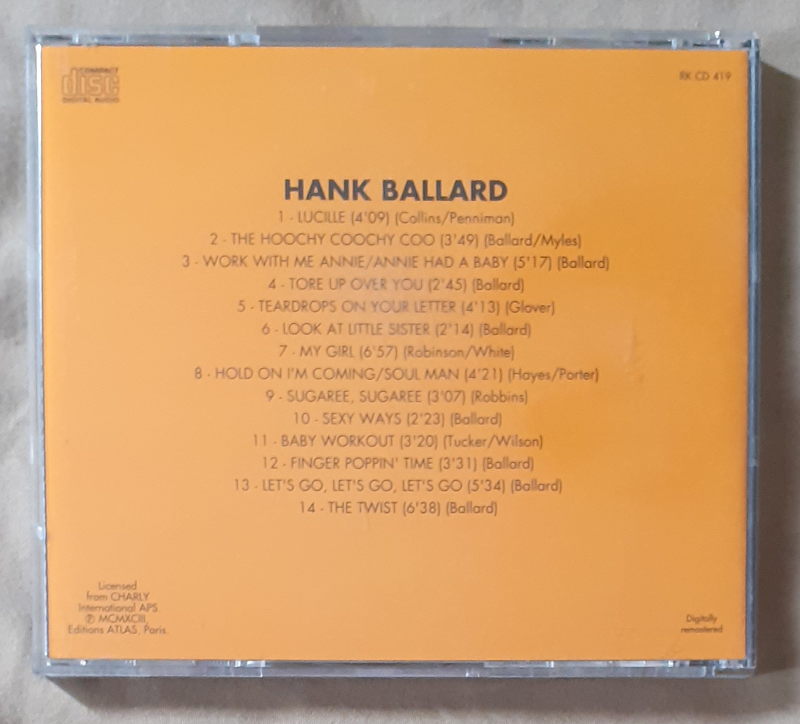 COMPACT
disc
DIGITAL AUDIO
RK CD 419
HANK BALLARD
1 - LUCILLE (4'09) (Collins/Penniman)
2 - THE HOOCHY COOCHY COO (3'49) (Ballard/Myles)
3 - WORK WITH ME ANNIE/ANNIE HAD A BABY (5'17) (Ballard)
4 - TORE UP OVER YOU (2'45) (Ballard)
5 - TEARDROPS ON YOUR LETTER (4'13) (Glover)
6 - LOOK AT LITTLE SISTER (2'14) (Ballard)
7 - MY GIRL (6'57) (Robinson/White)
8 - HOLD ON I'M COMING/SOUL MAN (4'21) (Hayes/Porter)
9 - SUGAREE, SUGAREE (3'07) (Robbins)
10 - SEXY WAYS (2'23) (Ballard)
11 - BABY WORKOUT (3'20) (Tucker/Wilson)
12 - FINGER POPPIN' TIME (3'31) (Ballard)
13 - LET'S GO, LET'S GO, LET'S GO (5'34) (Ballard)
14 - THE TWIST (6'38) (Ballard)
Licensed
from CHARLY
International APS.
℗ MCMXCIII,
Editions ATLAS, Paris.
Digitally
remastered